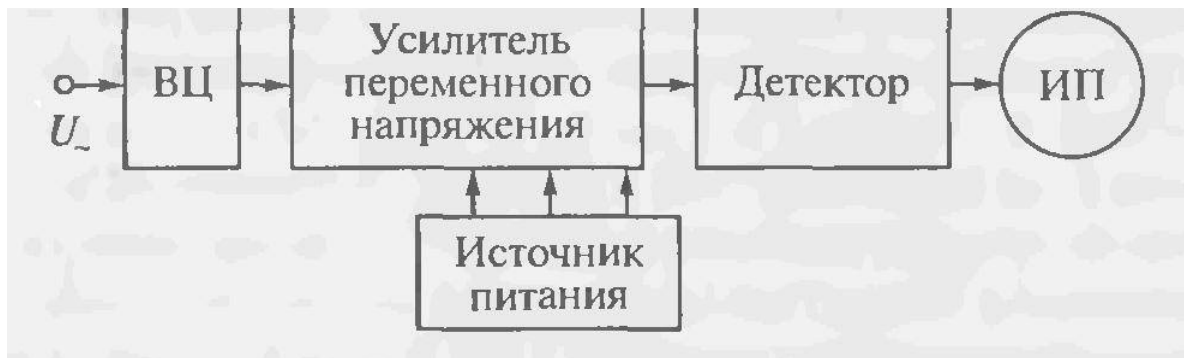 U~
ВЦ
Усилитель
переменного
напряжения
Детектор
ИП
Источник
питания